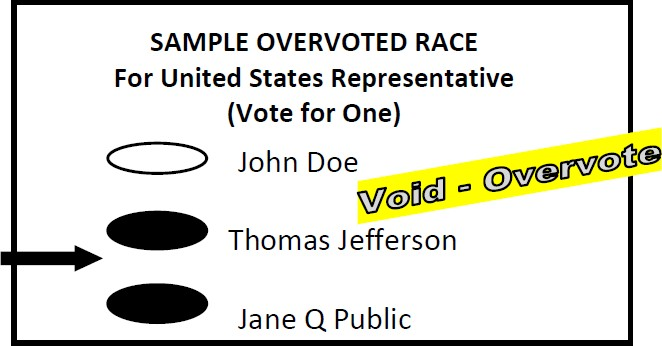 SAMPLE OVERVOTED RACE
For United States Representative
(Vote for One)
John Doe
Void - Overvote
Thomas Jefferson
Jane Q Public